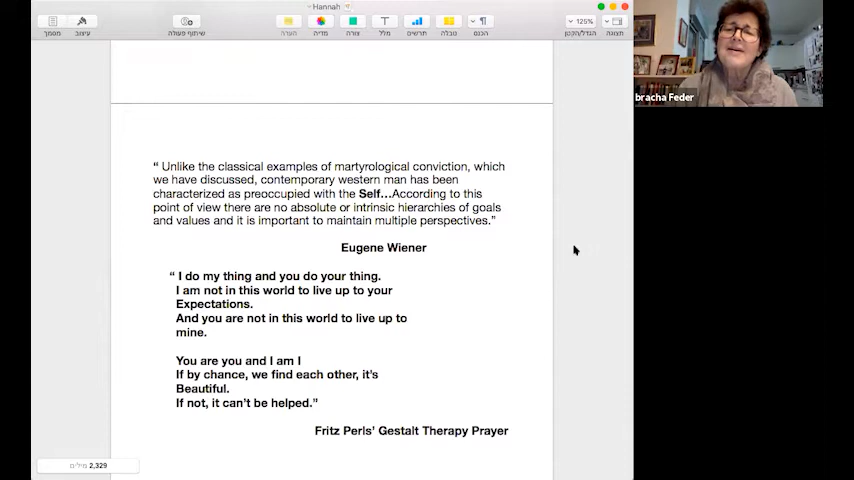 Hannah
125%
תצוגה
הגדל/הקטן
הכנס
טבלה
תרשים
מלל
צורה
מדיה
הערה
שיתוף פעולה
עיצוב
מסמך
bracha Feder
“ Unlike the classical examples of martyrological conviction, which
we have discussed, contemporary western man has been
characterized as preoccupied with the Self...According to this
point of view there are no absolute or intrinsic hierarchies of goals
and values and it is important to maintain multiple perspectives.”
Eugene Wiener
“ I do my thing and you do your thing.
I am not in this world to live up to your
Expectations.
And you are not in this world to live up to
mine.
You are you and I am I
If by chance, we find each other, it’s
Beautiful.
If not, it can’t be helped.”
Fritz Perls’ Gestalt Therapy Prayer
2,329 מילים